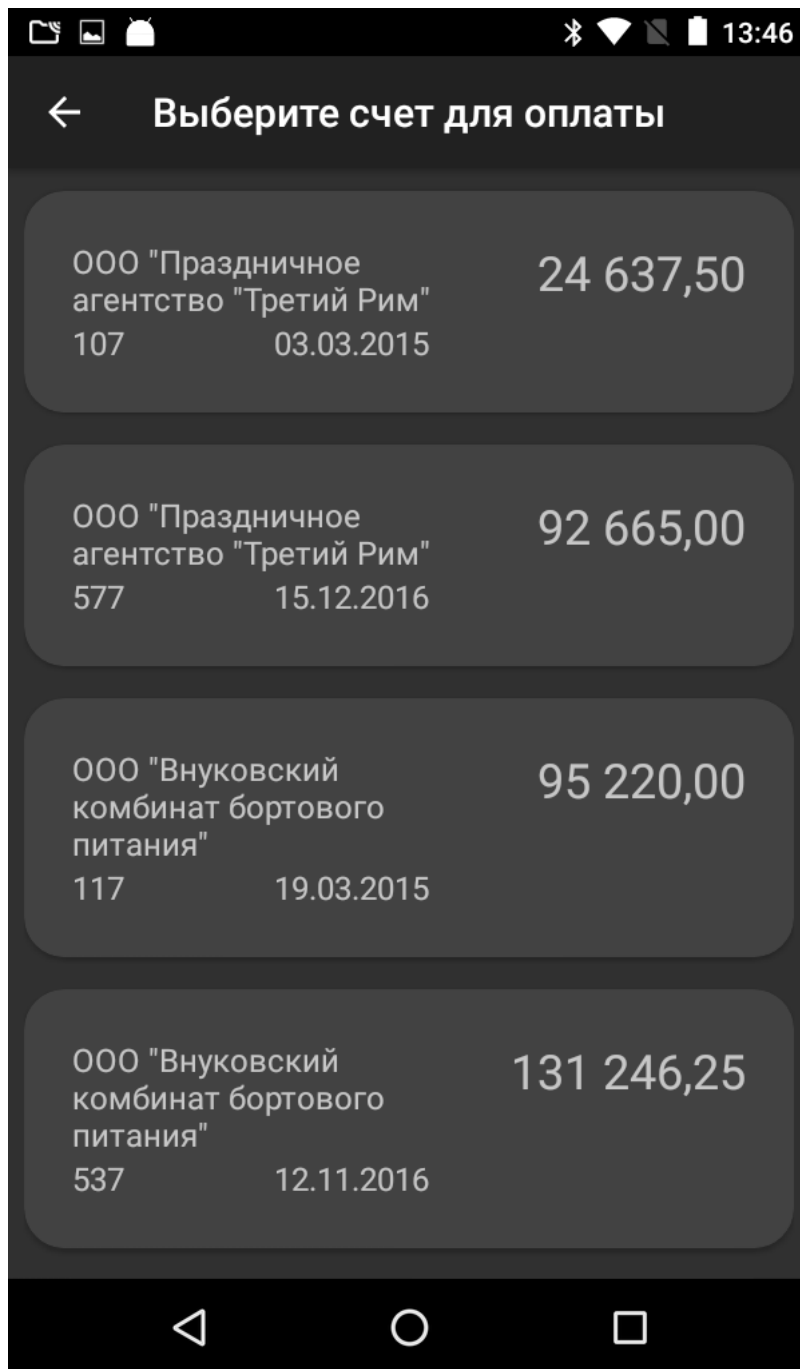 13:46
Выберите счет для оплаты
ООО "Праздничное
агентство "Третий Рим"
24 637,50
107 03.03.2015
ООО "Праздничное
агентство "Третий Рим"
92 665,00
577 15.12.2016
ООО "Внуковский
комбинат бортового
питания"
95 220,00
117 19.03.2015
ООО "Внуковский
комбинат бортового
питания"
131 246,25
537 12.11.2016